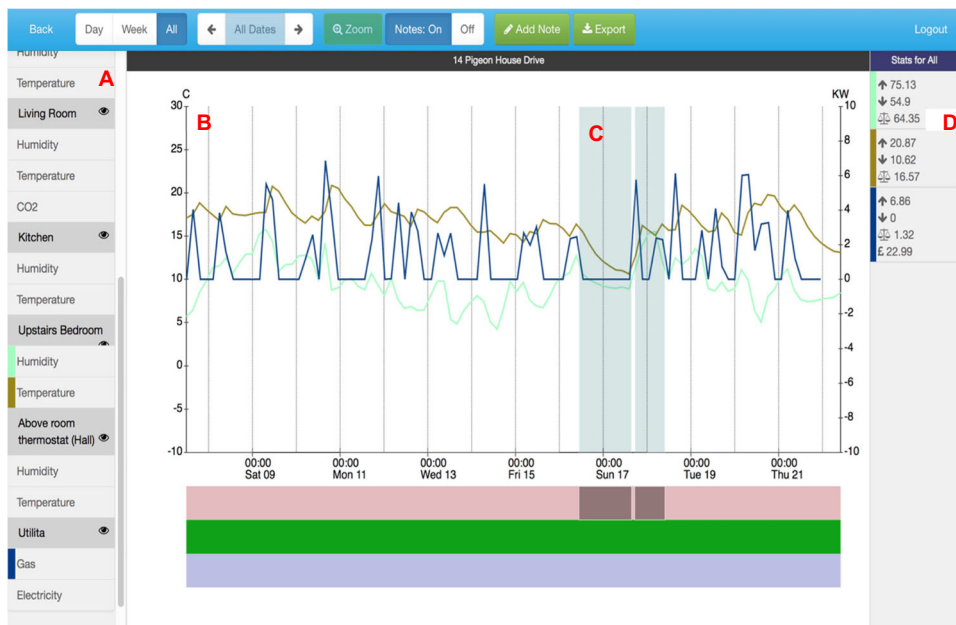 Back Day Week All All Dates Zoom Notes: On Off Add Note Export Logout
14 Pigeon House Drive
Stats for All
Humidity
Temperature
A
Living Room
Humidity
Temperature
CO2
Kitchen
Humidity
Temperature
Upstairs Bedroom
Humidity
Temperature
Above room
thermostat (Hall)
Humidity
Temperature
Utilita
Gas
Electricity
C
30
25
20
15
10
5
0
-5
-10
B
C
KW
10
8
6
4
2
0
-2
-4
-6
-8
-10
00:00 00:00 00:00 00:00 00:00 00:00 00:00
Sat 09 Mon 11 Wed 13 Fri 15 Sun 17 Tue 19 Thu 21
75.13
54.9
64.35
D
20.87
10.62
16.57
6.86
0
1.32
£ 22.99